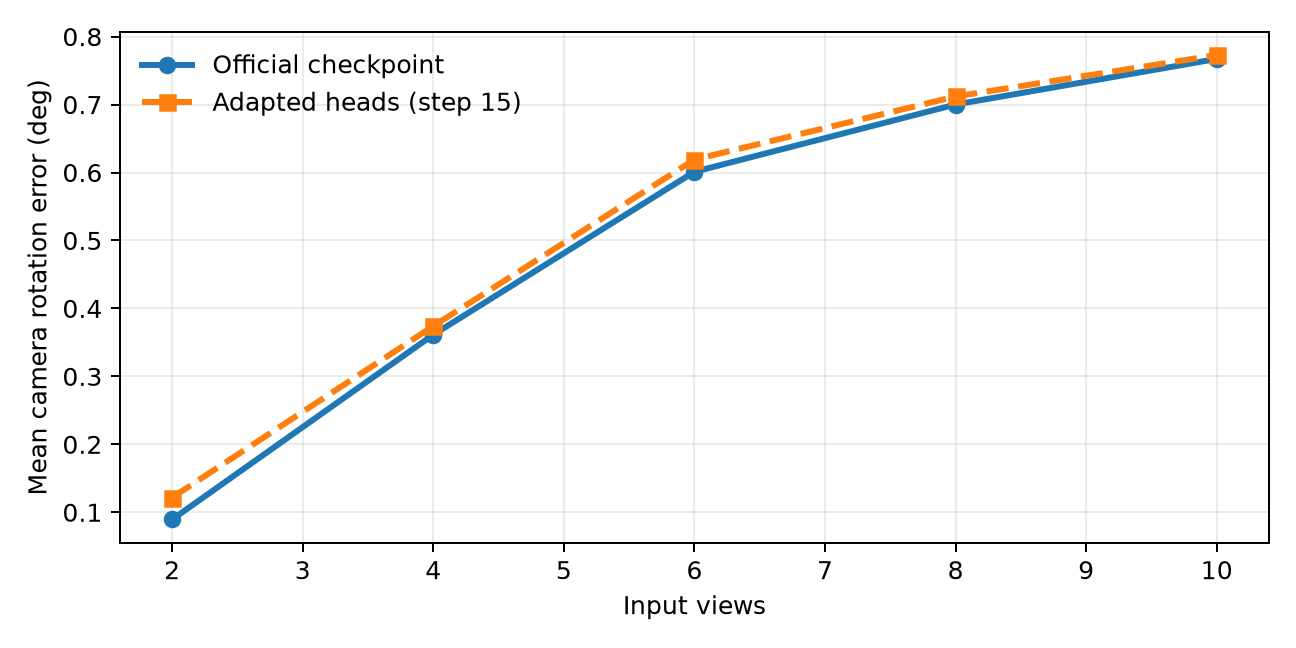 Official checkpoint
Adapted heads (step 15)
Mean camera rotation error (deg)
0.8
0.7
0.6
0.5
0.4
0.3
0.2
0.1
2 3 4 5 6 7 8 9 10
Input views